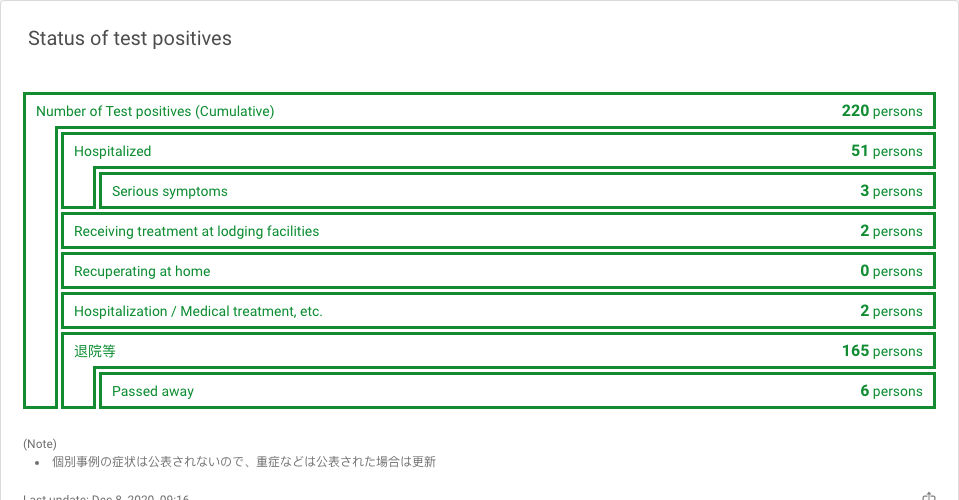 Status of test positives
Number of Test positives (Cumulative) 220 persons
Hospitalized 51 persons
Serious symptoms 3 persons
Receiving treatment at lodging facilities 2 persons
Recuperating at home 0 persons
Hospitalization / Medical treatment, etc. 2 persons
退院等 165 persons
Passed away 6 persons
(Note)
• 個別事例の症状は公表されないので、重症などは公表された場合は更新
Last update: Dec 8, 2020, 09:16